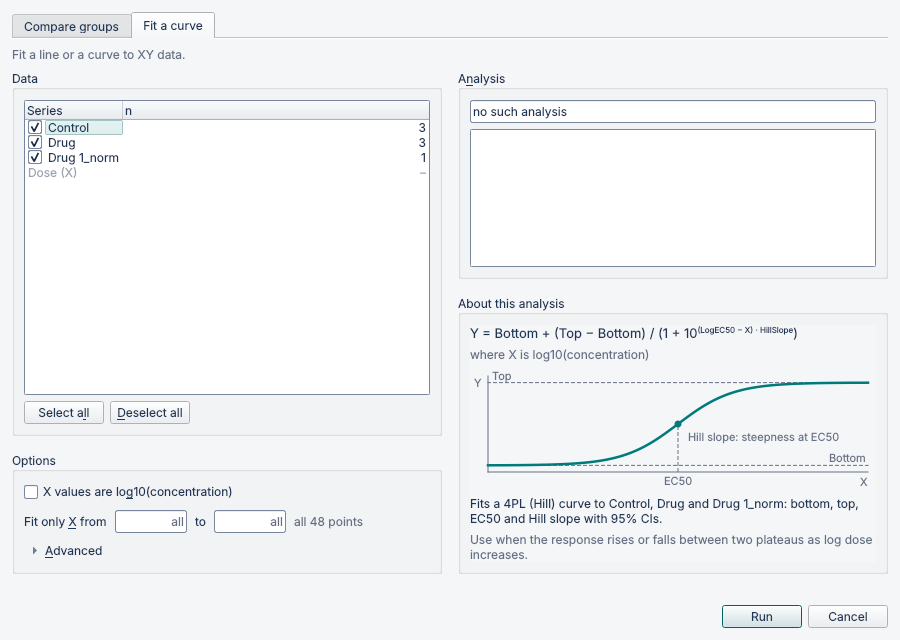 Compare groups
Fit a curve
Fit a line or a curve to XY data.
Data
Series n
Control 3
Drug 3
Drug 1_norm 1
Dose (X) –
Select all
Deselect all
Options
X values are log10(concentration)
Fit only X from all to all all 48 points
Advanced
Analysis
no such analysis
About this analysis
Y = Bottom + (Top − Bottom) / (1 + 10^(LogEC50 − X) · HillSlope)
where X is log10(concentration)
Y
Top
Hill slope: steepness at EC50
Bottom
EC50
X
Fits a 4PL (Hill) curve to Control, Drug and Drug 1_norm: bottom, top,
EC50 and Hill slope with 95% CIs.
Use when the response rises or falls between two plateaus as log dose
increases.
Run
Cancel